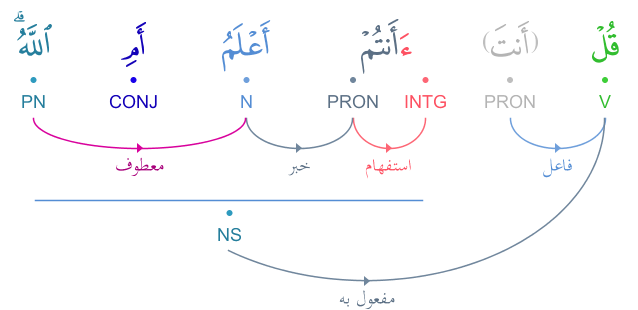 قُلْ (أَنتَ) ءَأَنتُمْ أَعْلَمُ أَمِ ٱللَّهُ ۗ
V PRON INTG PRON N CONJ PN
فاعل استفهام خبر معطوف
NS
مفعول به